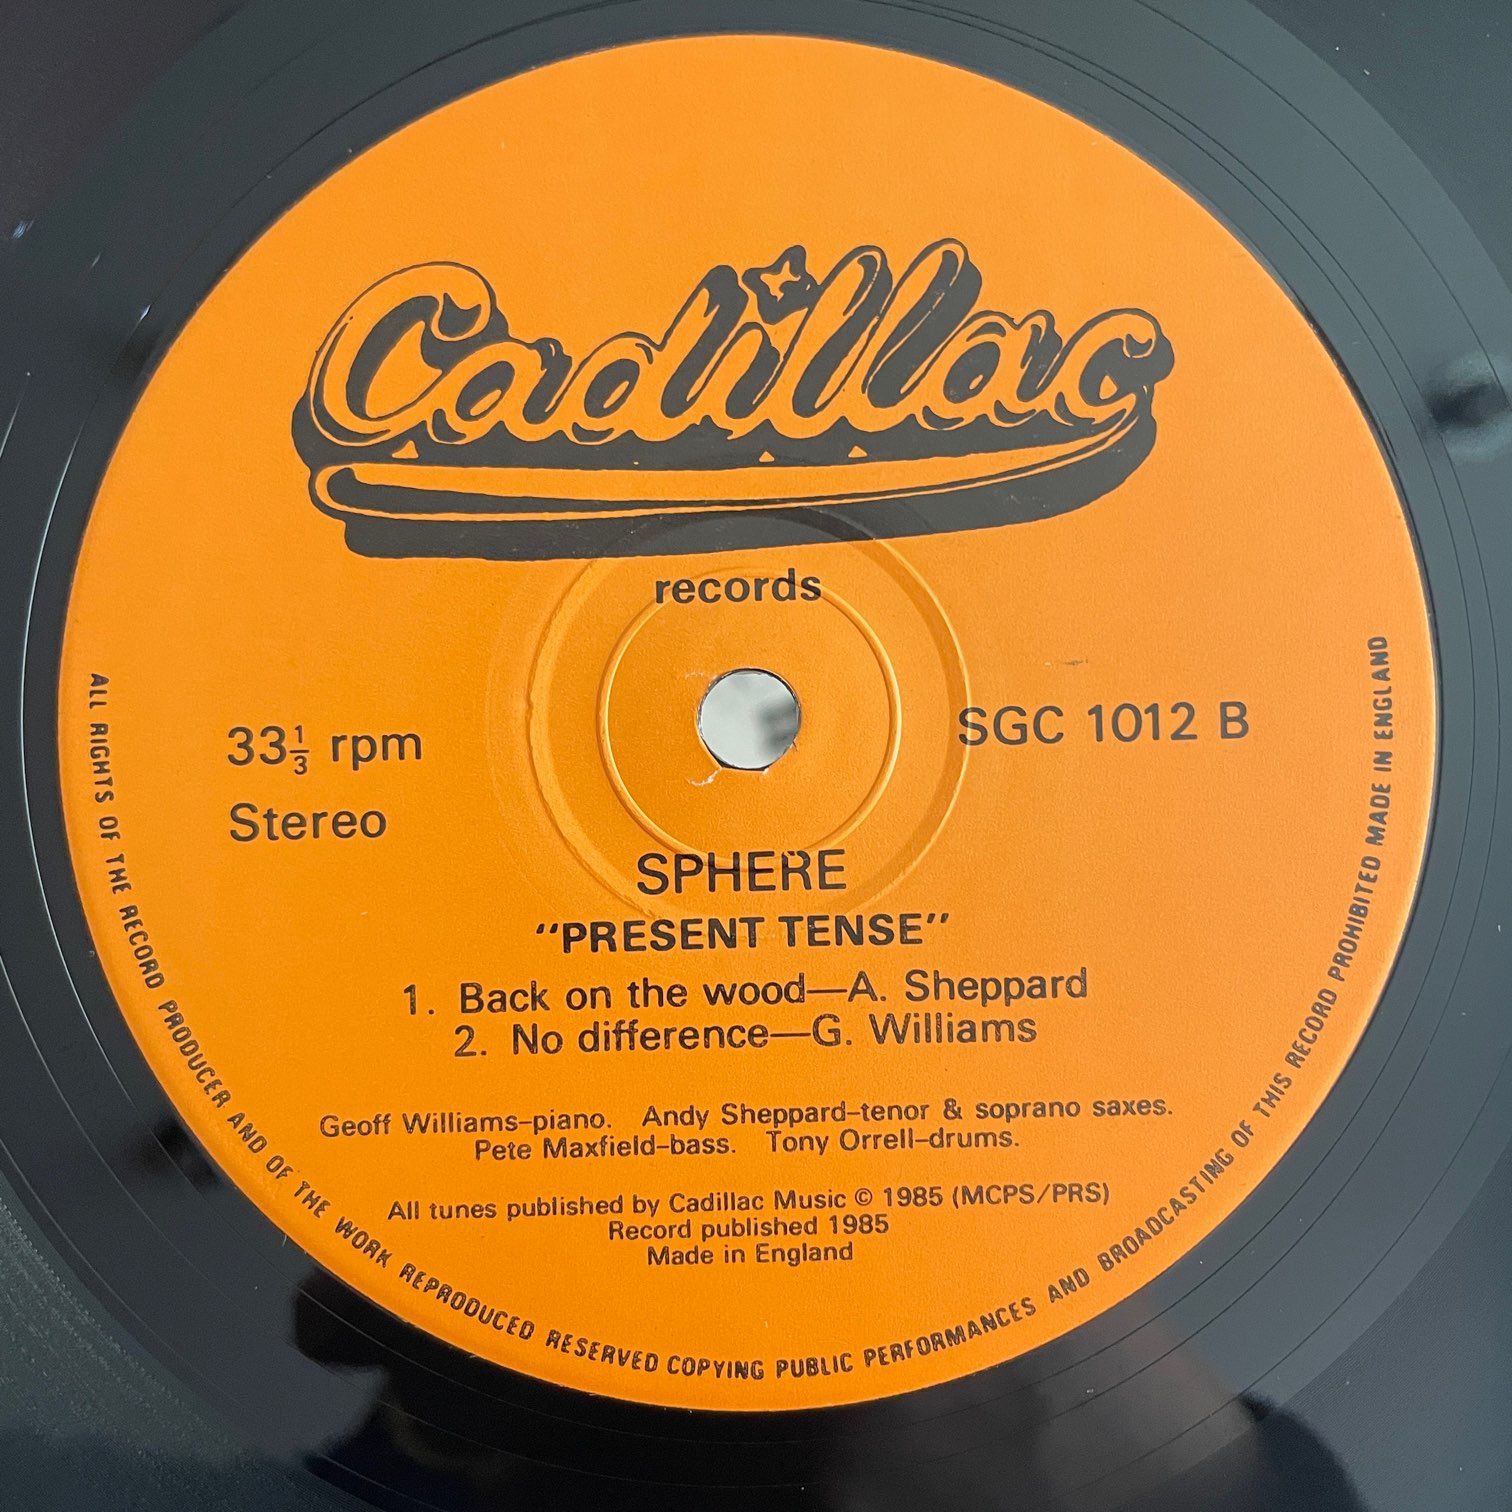 Cadillac
records
33⅓ rpm
SGC 1012 B
Stereo
SPHERE
"PRESENT TENSE"
1. Back on the wood—A. Sheppard
2. No difference—G. Williams
Geoff Williams-piano. Andy Sheppard-tenor & soprano saxes.
Pete Maxfield-bass. Tony Orrell-drums.
All tunes published by Cadillac Music © 1985 (MCPS/PRS)
Record published 1985
Made in England
ALL RIGHTS OF THE RECORD PRODUCER AND OF THE WORK REPRODUCED RESERVED COPYING PUBLIC PERFORMANCES AND BROADCASTING OF THIS RECORD PROHIBITED MADE IN ENGLAND